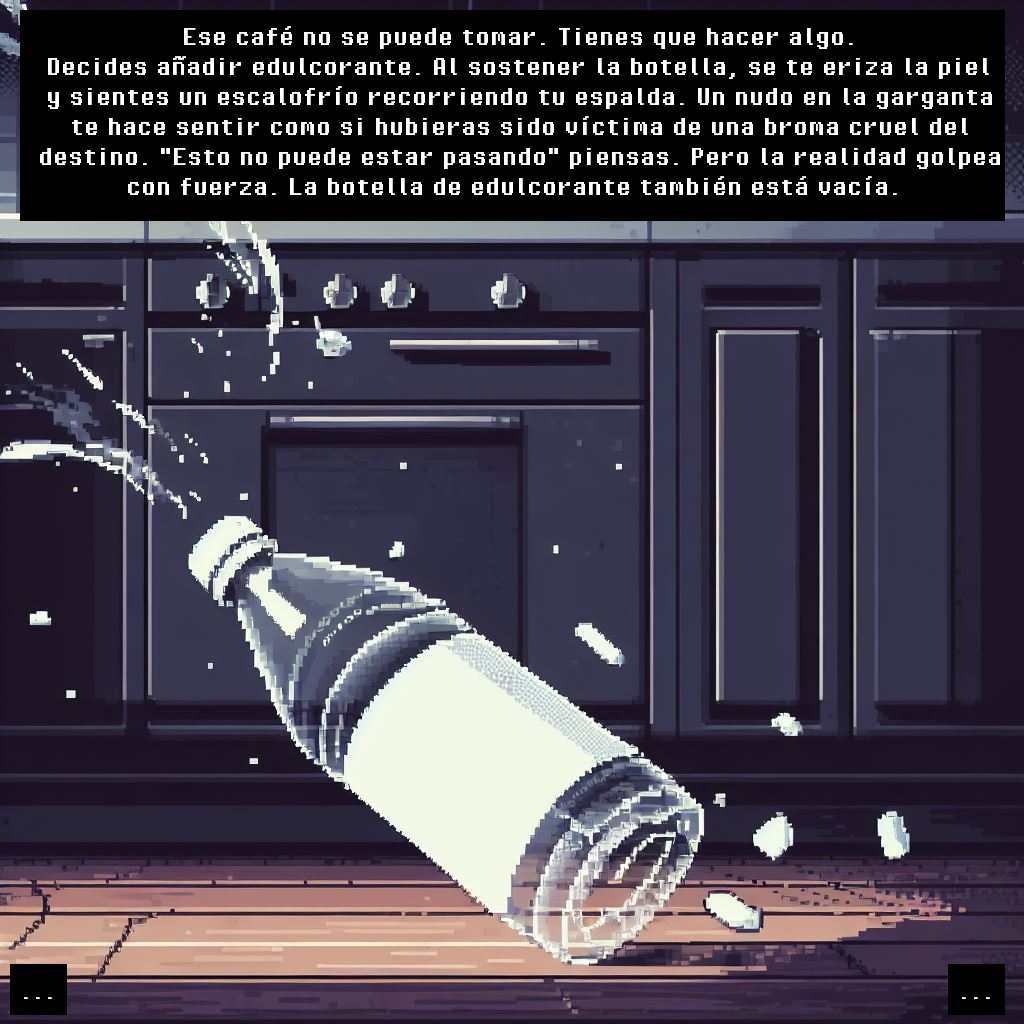 Ese café no se puede tomar. Tienes que hacer algo.
Decides añadir edulcorante. Al sostener la botella, se te eriza la piel
y sientes un escalofrío recorriendo tu espalda. Un nudo en la garganta
te hace sentir como si hubieras sido víctima de una broma cruel del
destino. "Esto no puede estar pasando" piensas. Pero la realidad golpea
con fuerza. La botella de edulcorante también está vacía.
...
...